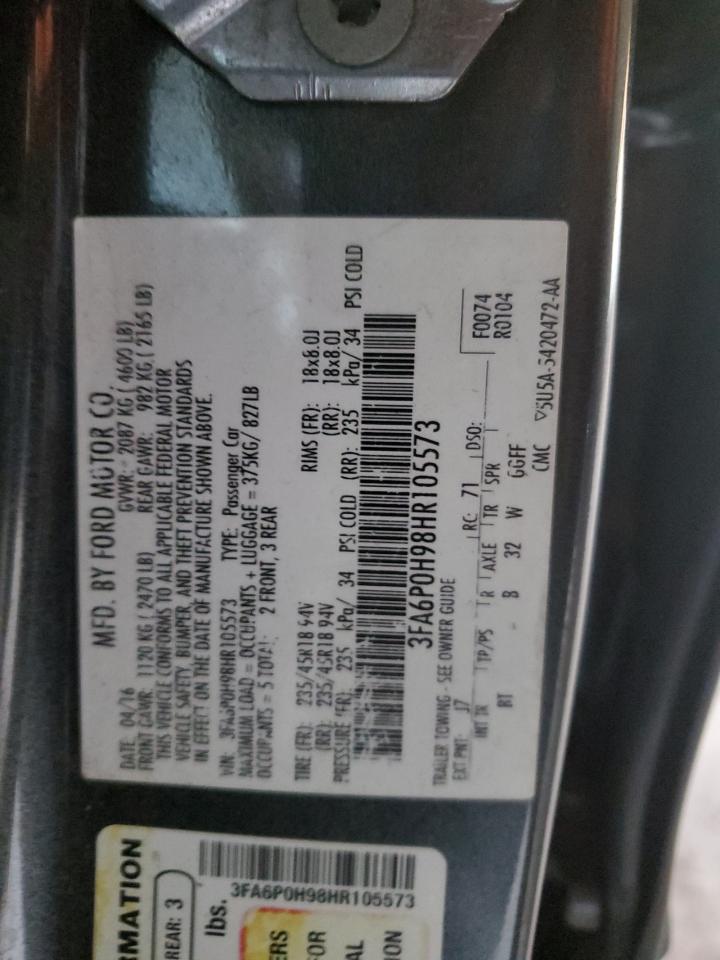 MFD. BY FORD MOTOR CO.
DATE: 04/16 GVWR: 2087 KG ( 4600 LB)
FRONT GAWR: 1120 KG ( 2470 LB) REAR GAWR: 982 KG ( 2165 LB)
THIS VEHICLE CONFORMS TO ALL APPLICABLE FEDERAL MOTOR
VEHICLE SAFETY, BUMPER, AND THEFT PREVENTION STANDARDS
IN EFFECT ON THE DATE OF MANUFACTURE SHOWN ABOVE.
VIN: 3FA6P0H98HR105573 TYPE: Passenger Car
MAXIMUM LOAD = OCCUPANTS + LUGGAGE = 375KG/ 827LB
OCCUPANTS = 5 TOTAL: 2 FRONT, 3 REAR
TIRE (FR): 235/45R18 94V RIMS (FR): 18x8.0J
(RR): 235/45R18 94V (RR): 18x8.0J
PRESSURE (FR): 235 kPa/ 34 PSI COLD (RR): 235 kPa/ 34 PSI COLD
3FA6P0H98HR105573
TRAILER TOWING - SEE OWNER GUIDE
EXT PNT: J7 RC: 71 DSO:
F0074
R0104
INT TR TP/PS R AXLE TR SPR
BT - B 32 W GGFF
CMC 5U5A-5420472-AA
RMATION
REAR: 3
lbs.
3FA6P0H98HR105573
ERS
FOR
AL
ION